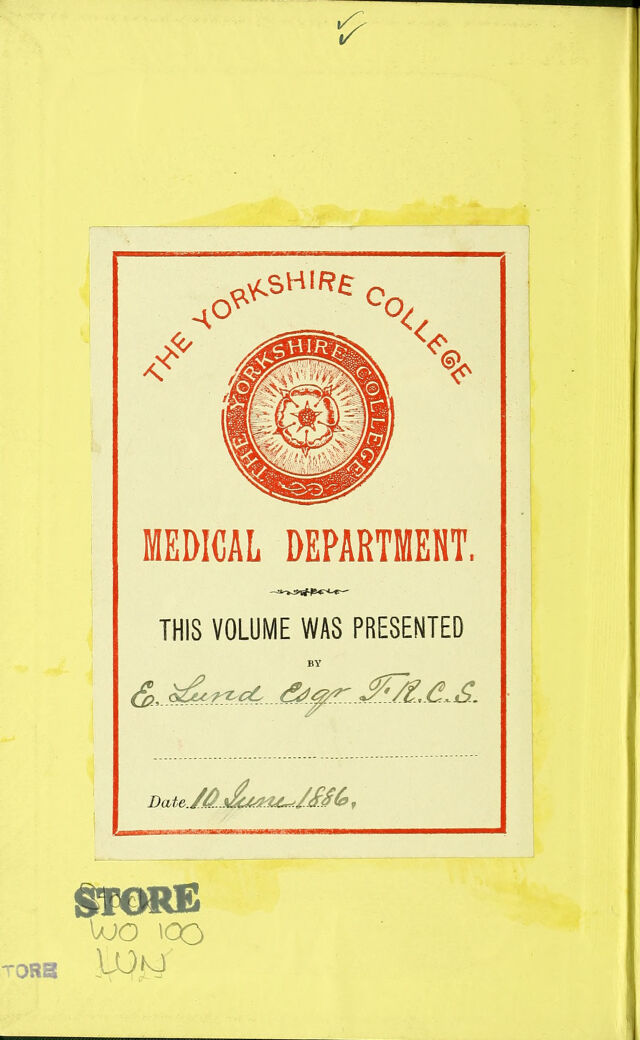 THE YORKSHIRE COLLEGE
THE YORKSHIRE COLLEGE
MEDICAL DEPARTMENT.
THIS VOLUME WAS PRESENTED
BY
E. Lund Esqr F.R.C.S.
Date 10 June 1886.
STORE
WO 100
LUN
TORE